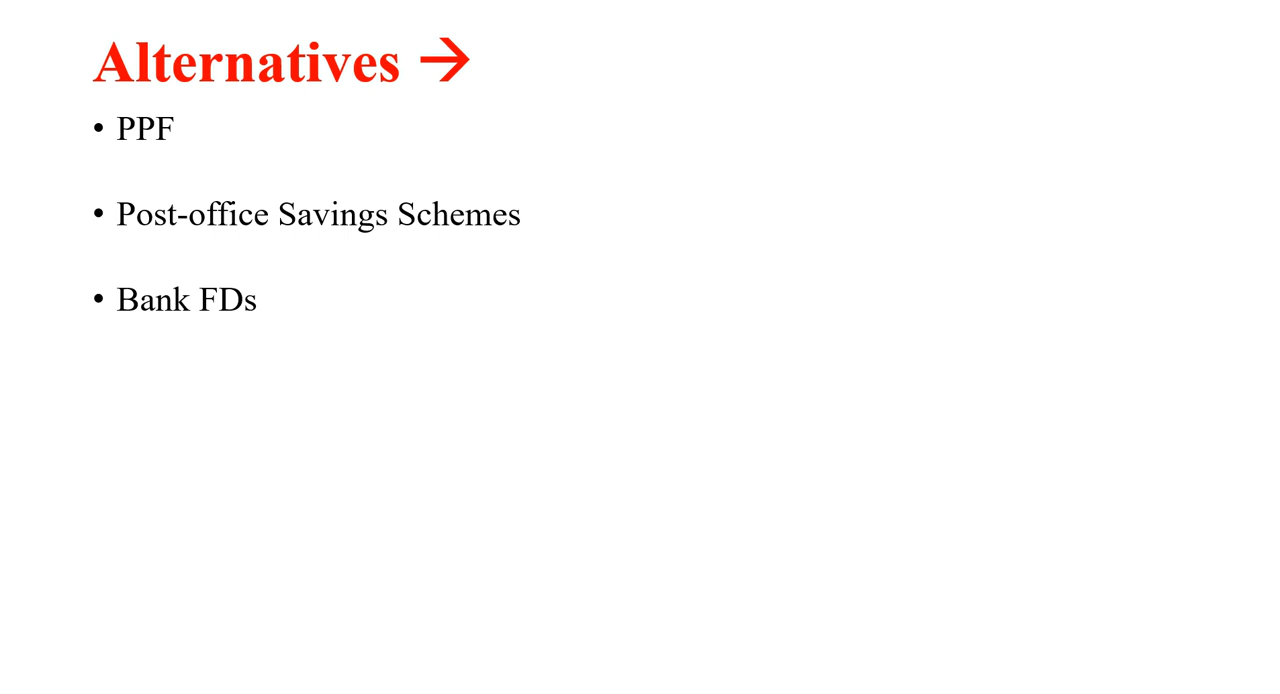 Alternatives →
• PPF
• Post-office Savings Schemes
• Bank FDs